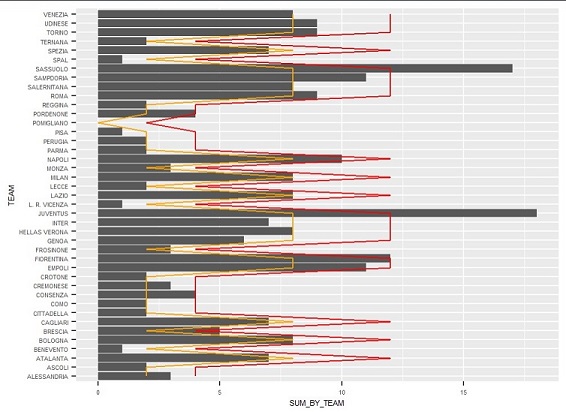 VENEZIA
UDINESE
TORINO
TERNANA
SPEZIA
SPAL
SASSUOLO
SAMPDORIA
SALERNITANA
ROMA
REGGINA
PORDENONE
POMIGLIANO
PISA
PERUGIA
PARMA
NAPOLI
MONZA
MILAN
LECCE
LAZIO
L. R. VICENZA
JUVENTUS
INTER
HELLAS VERONA
GENOA
FROSINONE
FIORENTINA
EMPOLI
CROTONE
CREMONESE
CONSENZA
COMO
CITTADELLA
CAGLIARI
BRESCIA
BOLOGNA
BENEVENTO
ATALANTA
ASCOLI
ALESSANDRIA
TEAM
0 5 10 15
SUM_BY_TEAM